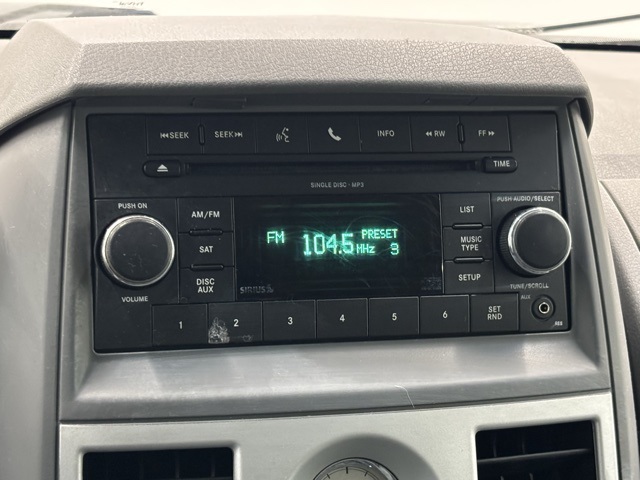 ⏮SEEK SEEK⏭ INFO ◀◀ RW FF ▶▶
TIME
SINGLE DISC · MP3
PUSH ON
PUSH AUDIO/SELECT
AM/FM
LIST
FM 104.5 MHz PRESET 3
SAT
MUSIC
TYPE
DISC
AUX
SETUP
SIRIUS
VOLUME
TUNE/SCROLL
1 2 3 4 5 6
SET
RND
AUX
RES